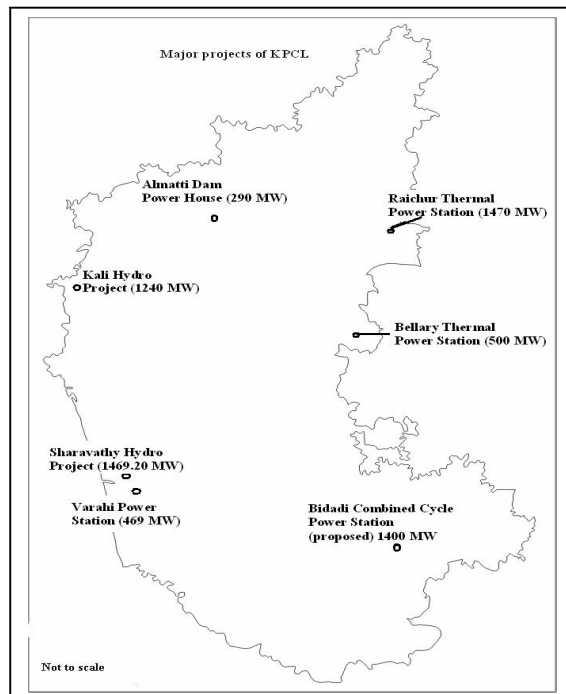 Major projects of KPCL
Almatti Dam
Power House (290 MW)
Raichur Thermal
Power Station (1470 MW)
Kali Hydro
Project (1240 MW)
Bellary Thermal
Power Station (500 MW)
Sharavathy Hydro
Project (1469.20 MW)
Varahi Power
Station (469 MW)
Bidadi Combined Cycle
Power Station
(proposed) 1400 MW
Not to scale